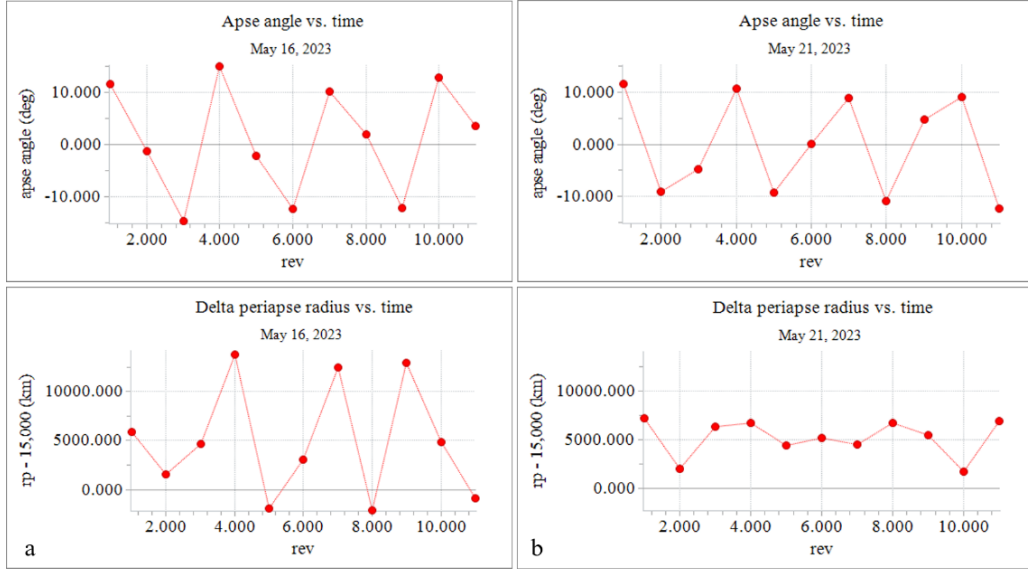 Apse angle vs. time
May 16, 2023
apse angle (deg)
10.000
0.000
-10.000
2.000 4.000 6.000 8.000 10.000
rev
Apse angle vs. time
May 21, 2023
apse angle (deg)
10.000
0.000
-10.000
2.000 4.000 6.000 8.000 10.000
rev
Delta periapse radius vs. time
May 16, 2023
rp - 15,000 (km)
10000.000
5000.000
0.000
2.000 4.000 6.000 8.000 10.000
rev
a
Delta periapse radius vs. time
May 21, 2023
rp - 15,000 (km)
10000.000
5000.000
0.000
2.000 4.000 6.000 8.000 10.000
rev
b